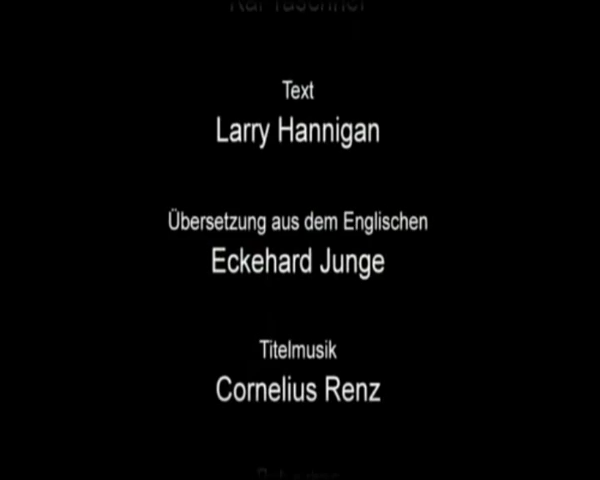 Text
Larry Hannigan
Übersetzung aus dem Englischen
Eckehard Junge
Titelmusik
Cornelius Renz